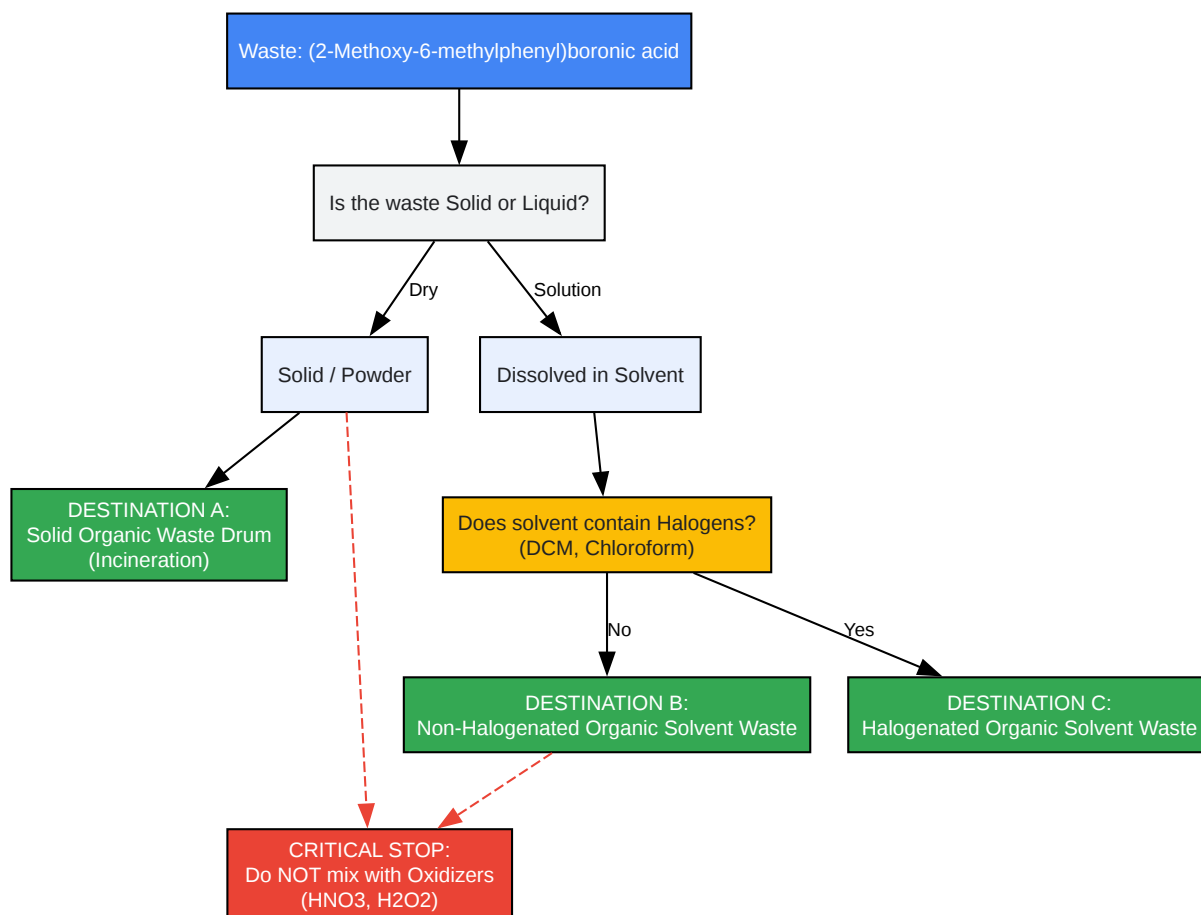 Waste: (2-Methoxy-6-methylphenyl)boronic acid
Is the waste Solid or Liquid?
Dry
Solution
Solid / Powder
Dissolved in Solvent
DESTINATION A:
Solid Organic Waste Drum
(Incineration)
Does solvent contain Halogens?
(DCM, Chloroform)
No
Yes
DESTINATION B:
Non-Halogenated Organic Solvent Waste
DESTINATION C:
Halogenated Organic Solvent Waste
CRITICAL STOP:
Do NOT mix with Oxidizers
(HNO3, H2O2)